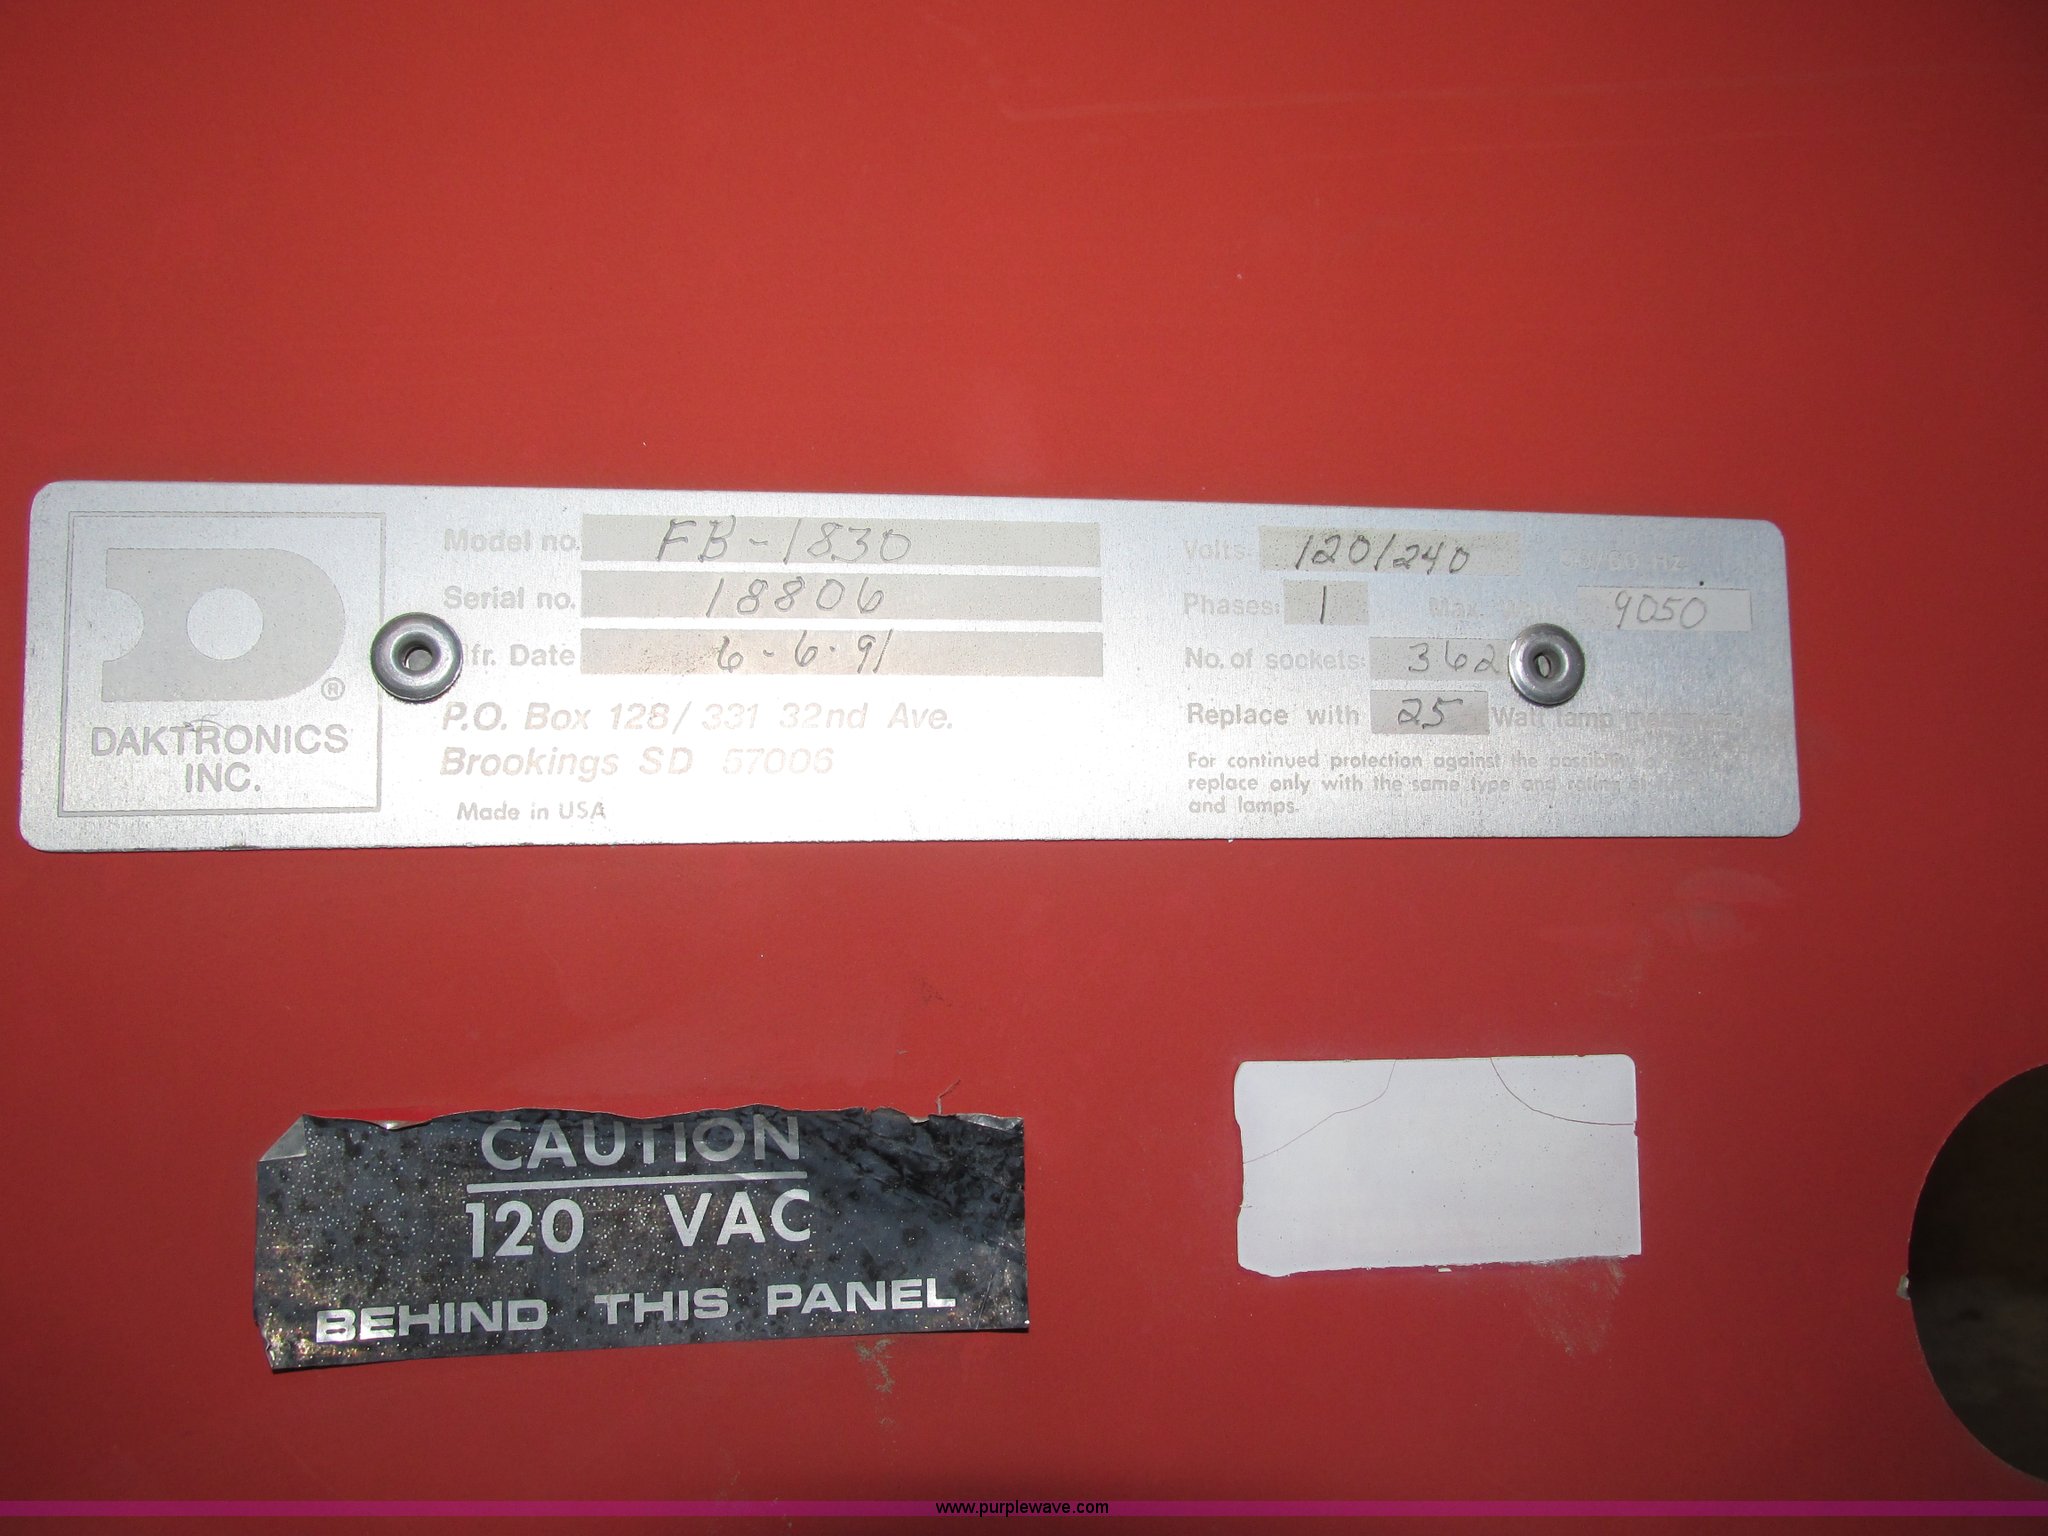 DAKTRONICS
INC.
®
Model no. FB-1830
Serial no. 18806
Mfr. Date 6-6-91
P.O. Box 128/ 331 32nd Ave.
Brookings SD 57006
Made in USA
Volts: 120/240 Hz
Phases: 1 Max. Watts 9050
No. of sockets: 362
Replace with 25 Watt lamp
For continued protection against the possibility
replace only with the same type and rating
and lamps.
CAUTION
120 VAC
BEHIND THIS PANEL
www.purplewave.com